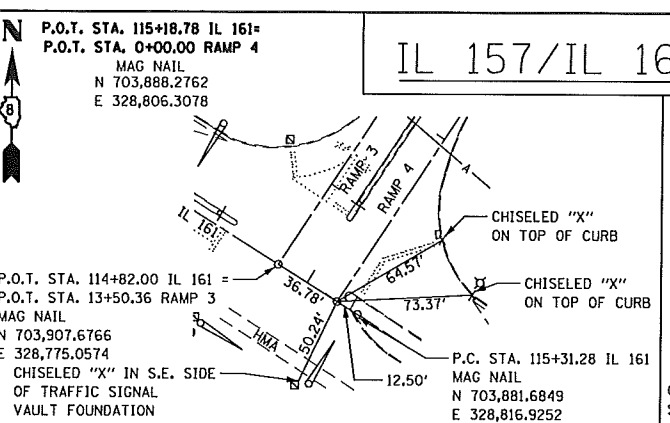 N
8
P.O.T. STA. 115+18.78 IL 161=
P.O.T. STA. 0+00.00 RAMP 4
MAG NAIL
N 703,888.2762
E 328,806.3078
IL 157/IL 16
RAMP 3
RAMP 4
A
IL 161
CHISELED "X"
ON TOP OF CURB
64.57'
36.78'
73.37'
CHISELED "X"
ON TOP OF CURB
P.O.T. STA. 114+82.00 IL 161 =
P.O.T. STA. 13+50.36 RAMP 3
MAG NAIL
N 703,907.6766
E 328,775.0574
50.24'
HMA
CHISELED "X" IN S.E. SIDE
OF TRAFFIC SIGNAL
VAULT FOUNDATION
12.50'
P.C. STA. 115+31.28 IL 161
MAG NAIL
N 703,881.6849
E 328,816.9252